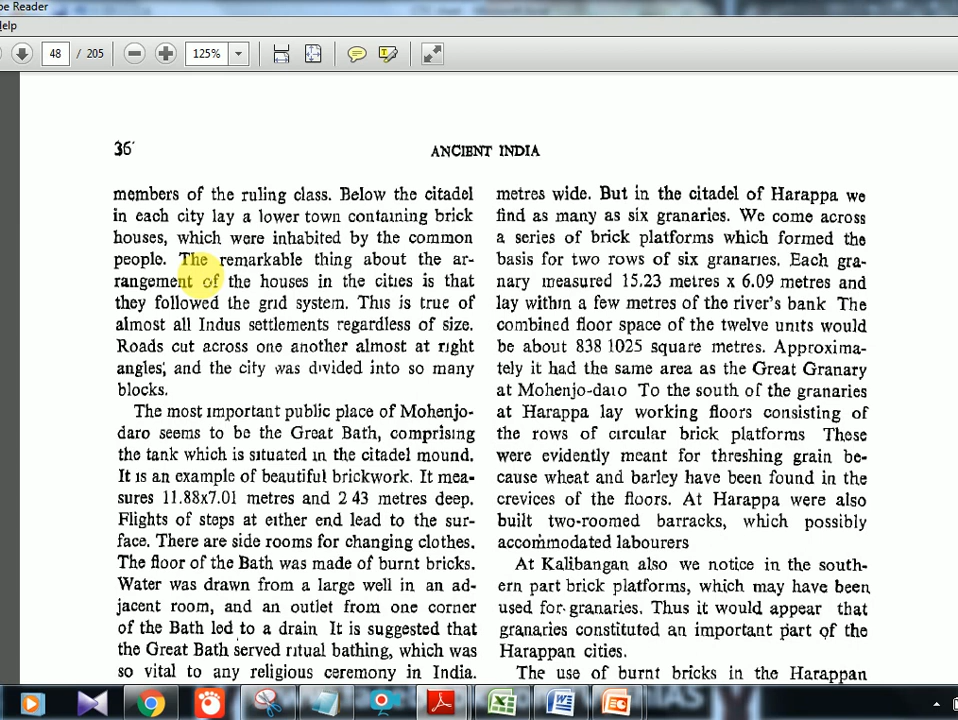 be Reader
Help
48 / 205
125%
36
ANCIENT INDIA
members of the ruling class. Below the citadel
in each city lay a lower town containing brick
houses, which were inhabited by the common
people. The remarkable thing about the ar-
rangement of the houses in the cities is that
they followed the grid system. This is true of
almost all Indus settlements regardless of size.
Roads cut across one another almost at right
angles, and the city was divided into so many
blocks.
The most important public place of Mohenjo-
daro seems to be the Great Bath, comprising
the tank which is situated in the citadel mound.
It is an example of beautiful brickwork. It mea-
sures 11.88x7.01 metres and 2 43 metres deep.
Flights of steps at either end lead to the sur-
face. There are side rooms for changing clothes.
The floor of the Bath was made of burnt bricks.
Water was drawn from a large well in an ad-
jacent room, and an outlet from one corner
of the Bath led to a drain It is suggested that
the Great Bath served ritual bathing, which was
so vital to any religious ceremony in India.
metres wide. But in the citadel of Harappa we
find as many as six granaries. We come across
a series of brick platforms which formed the
basis for two rows of six granaries. Each gra-
nary measured 15.23 metres x 6.09 metres and
lay within a few metres of the river's bank The
combined floor space of the twelve units would
be about 838 1025 square metres. Approxima-
tely it had the same area as the Great Granary
at Mohenjo-daro To the south of the granaries
at Harappa lay working floors consisting of
the rows of circular brick platforms These
were evidently meant for threshing grain be-
cause wheat and barley have been found in the
crevices of the floors. At Harappa were also
built two-roomed barracks, which possibly
accommodated labourers
At Kalibangan also we notice in the south-
ern part brick platforms, which may have been
used for granaries. Thus it would appear that
granaries constituted an important part of the
Harappan cities.
The use of burnt bricks in the Harappan